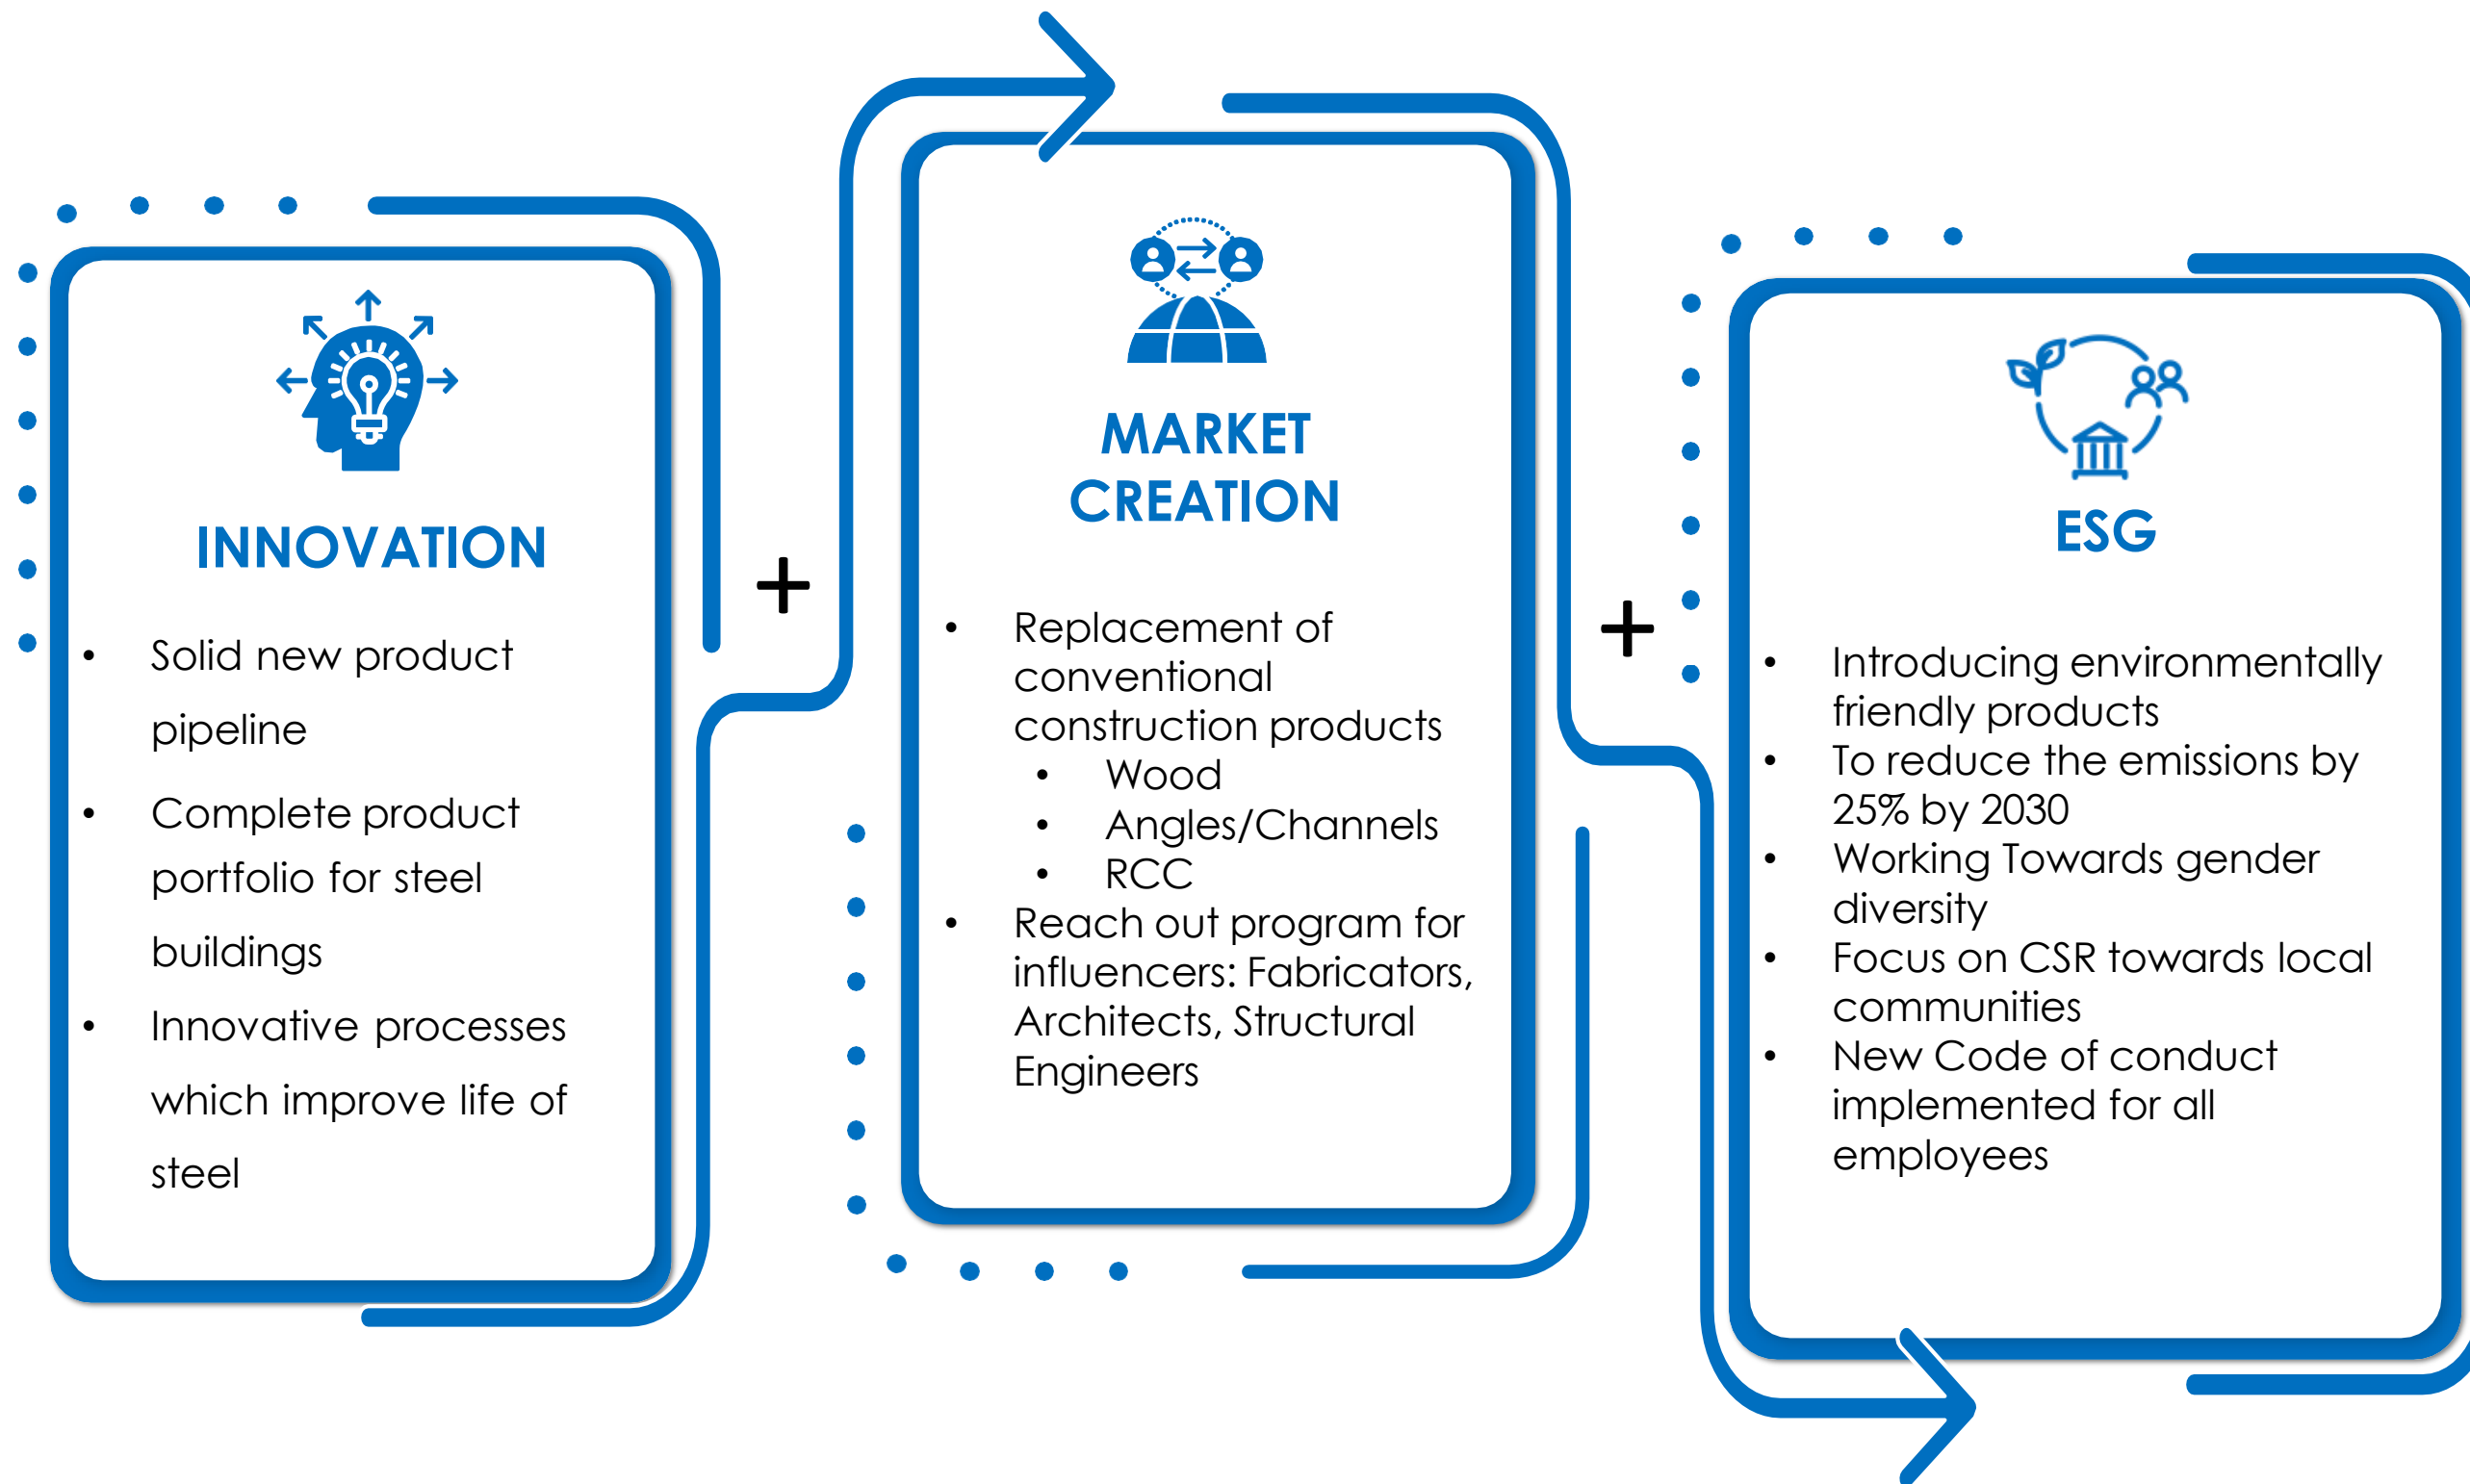 INNOVATION
• Solid new product
pipeline
• Complete product
portfolio for steel
buildings
• Innovative processes
which improve life of
steel
+
MARKET
CREATION
• Replacement of
conventional
construction products
• Wood
• Angles/Channels
• RCC
• Reach out program for
influencers: Fabricators,
Architects, Structural
Engineers
+
ESG
• Introducing environmentally
friendly products
• To reduce the emissions by
25% by 2030
• Working Towards gender
diversity
• Focus on CSR towards local
communities
• New Code of conduct
implemented for all
employees